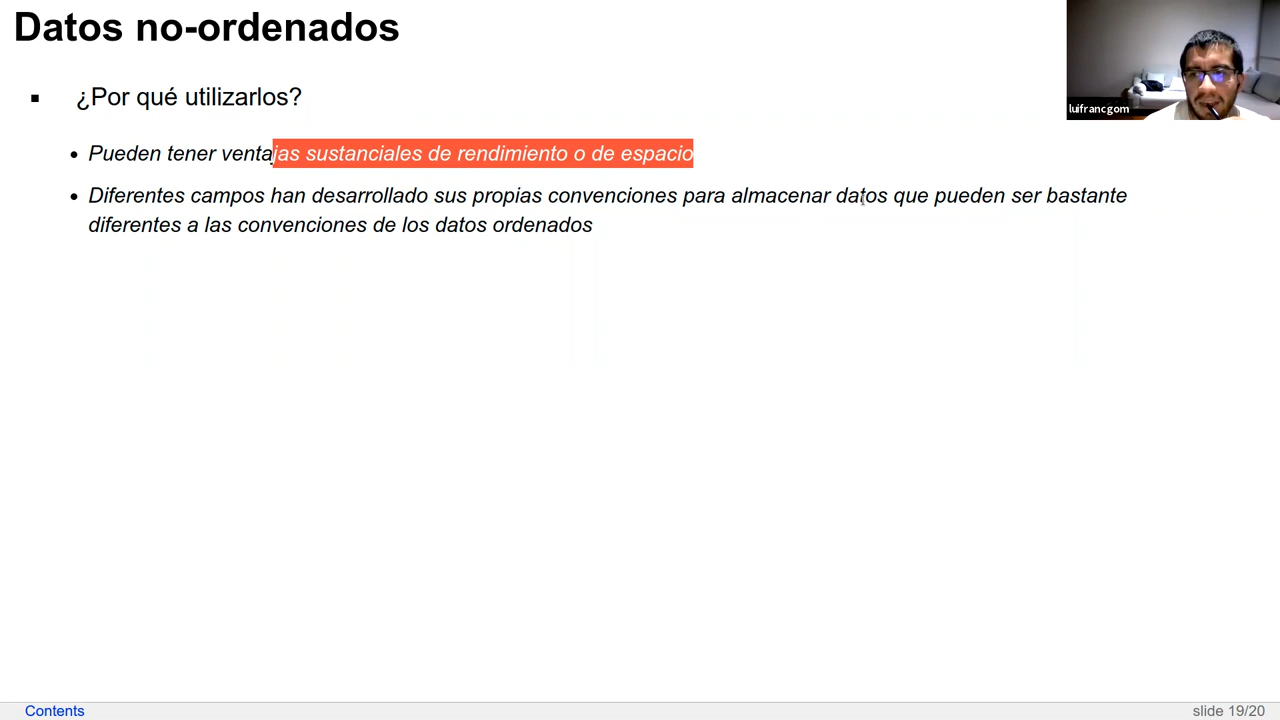 Datos no-ordenados
¿Por qué utilizarlos?
Pueden tener ventajas sustanciales de rendimiento o de espacio
Diferentes campos han desarrollado sus propias convenciones para almacenar datos que pueden ser bastante
diferentes a las convenciones de los datos ordenados
luifrancgom
Contents
slide 19/20